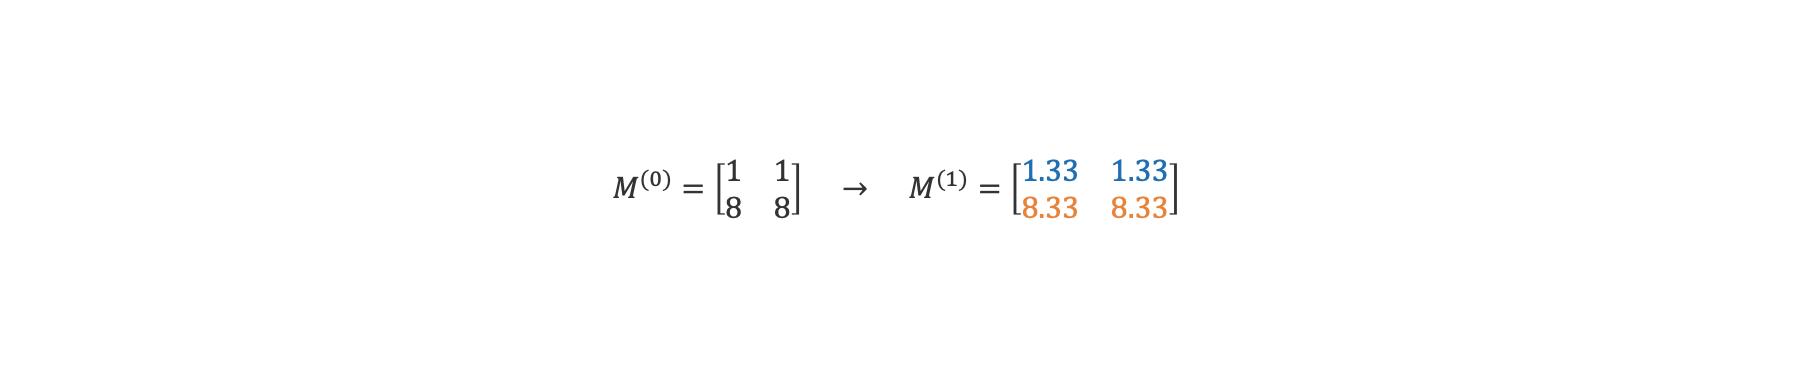 M⁽⁰⁾ = [1 1
8 8] → M⁽¹⁾ = [1.33 1.33
8.33 8.33]